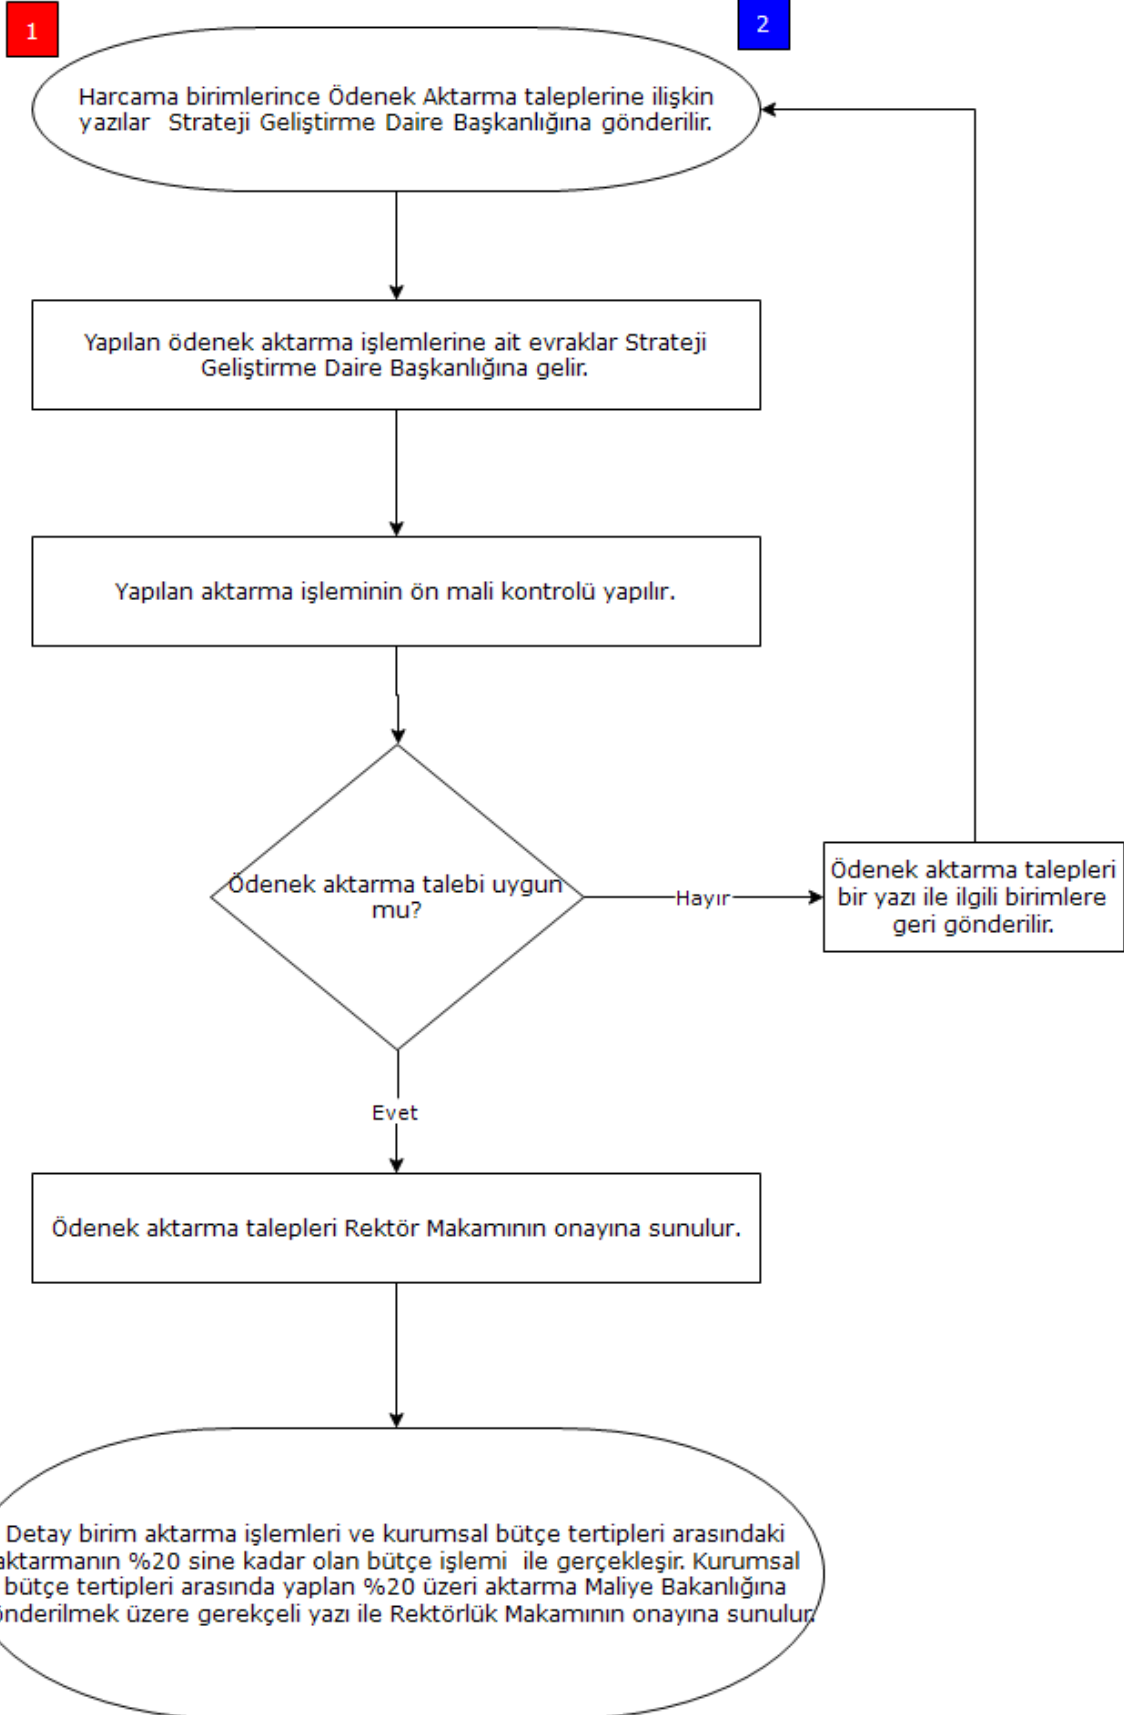 1
2
Harcama birimlerince Ödenek Aktarma taleplerine ilişkin
yazılar  Strateji Geliştirme Daire Başkanlığına gönderilir.
Yapılan ödenek aktarma işlemlerine ait evraklar Strateji
Geliştirme Daire Başkanlığına gelir.
Yapılan aktarma işleminin ön mali kontrolü yapılır.
Ödenek aktarma talebi uygun
mu?
Hayır
Ödenek aktarma talepleri
bir yazı ile ilgili birimlere
geri gönderilir.
Evet
Ödenek aktarma talepleri Rektör Makamının onayına sunulur.
Detay birim aktarma işlemleri ve kurumsal bütçe tertipleri arasındaki
aktarmanın %20 sine kadar olan bütçe işlemi  ile gerçekleşir. Kurumsal
bütçe tertipleri arasında yaplan %20 üzeri aktarma Maliye Bakanlığına
önderilmek üzere gerekçeli yazı ile Rektörlük Makamının onayına sunulur.